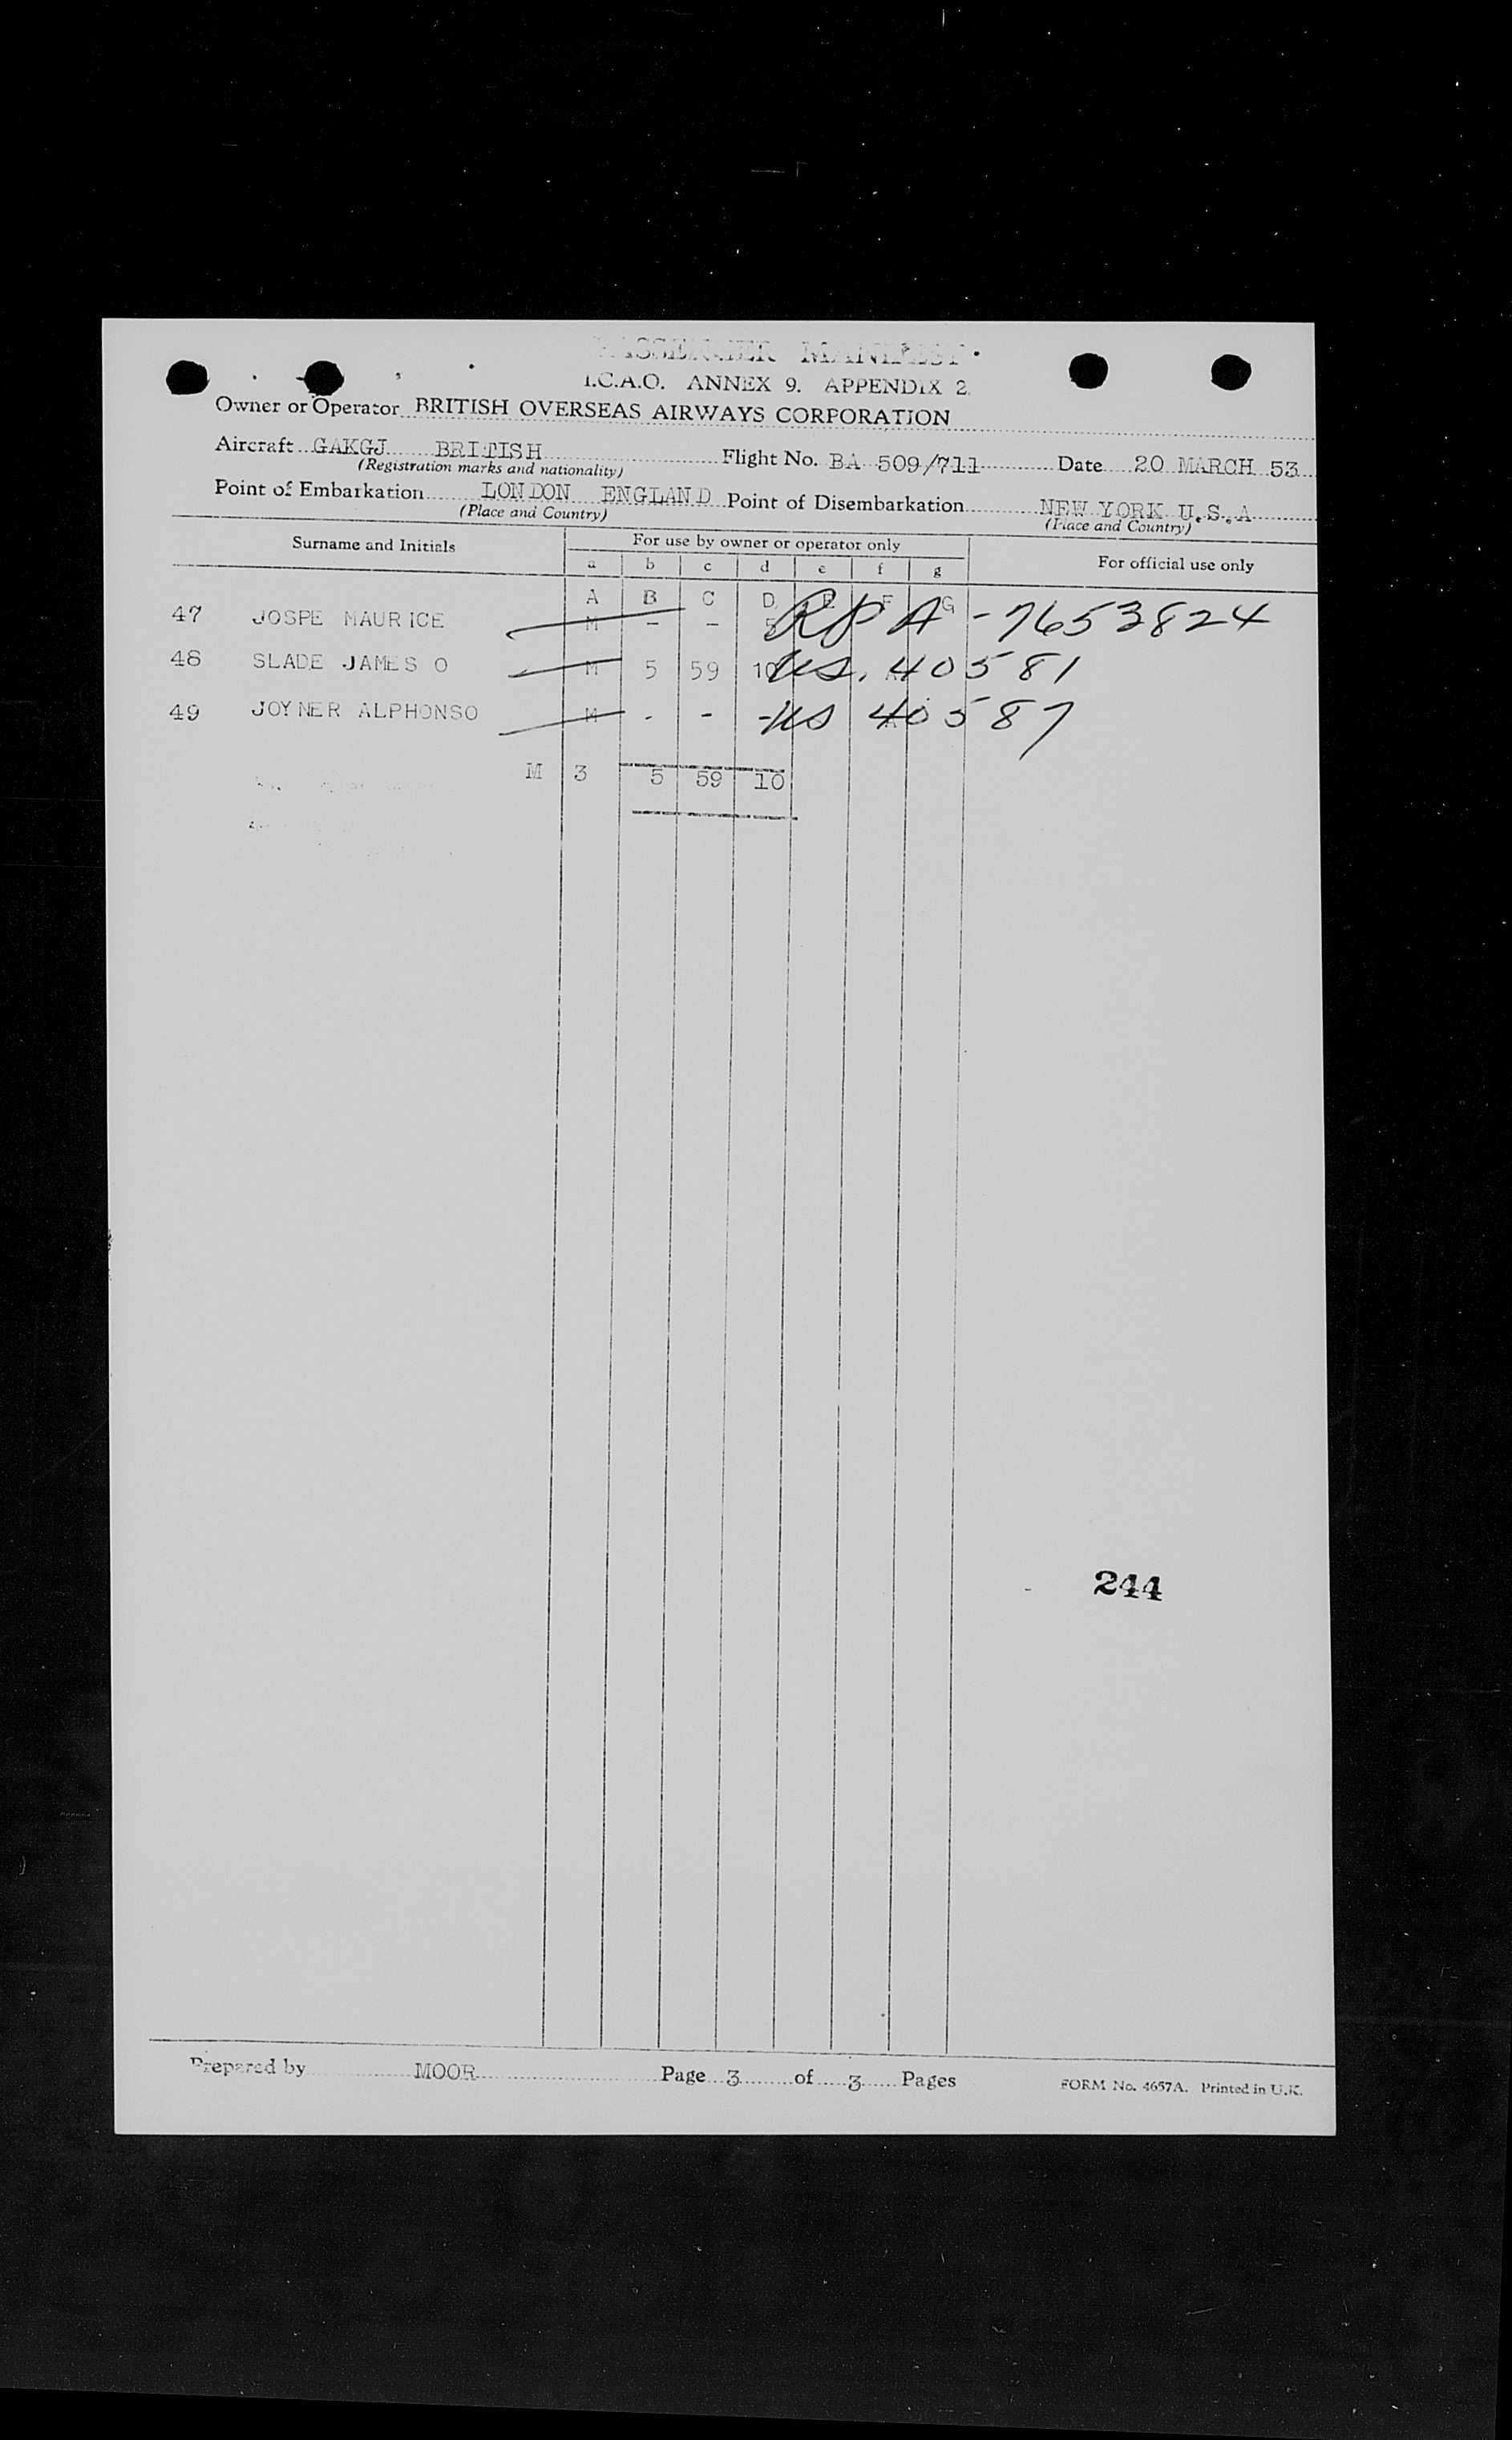 PASSENGER MANIFEST
I.C.A.O. ANNEX 9. APPENDIX 2.
Owner or Operator BRITISH OVERSEAS AIRWAYS CORPORATION
Aircraft GAKGJ BRITISH Flight No. BA 509/711 Date 20 MARCH 53
(Registration marks and nationality)
Point of Embarkation LONDON ENGLAND Point of Disembarkation NEW YORK U.S.A
(Place and Country) (Place and Country)
Surname and Initials For use by owner or operator only For official use only
a b c d e f g
A B C D E F G
47 JOSPE MAURICE M - - 5 RP A-7653824
48 SLADE JAMES O M 5 59 10 US. 40581
49 JOYNER ALPHONSO M - - - US 40587
M 3 5 59 10
244
Prepared by MOOR Page 3 of 3 Pages FORM No. 4657A. Printed in U.K.